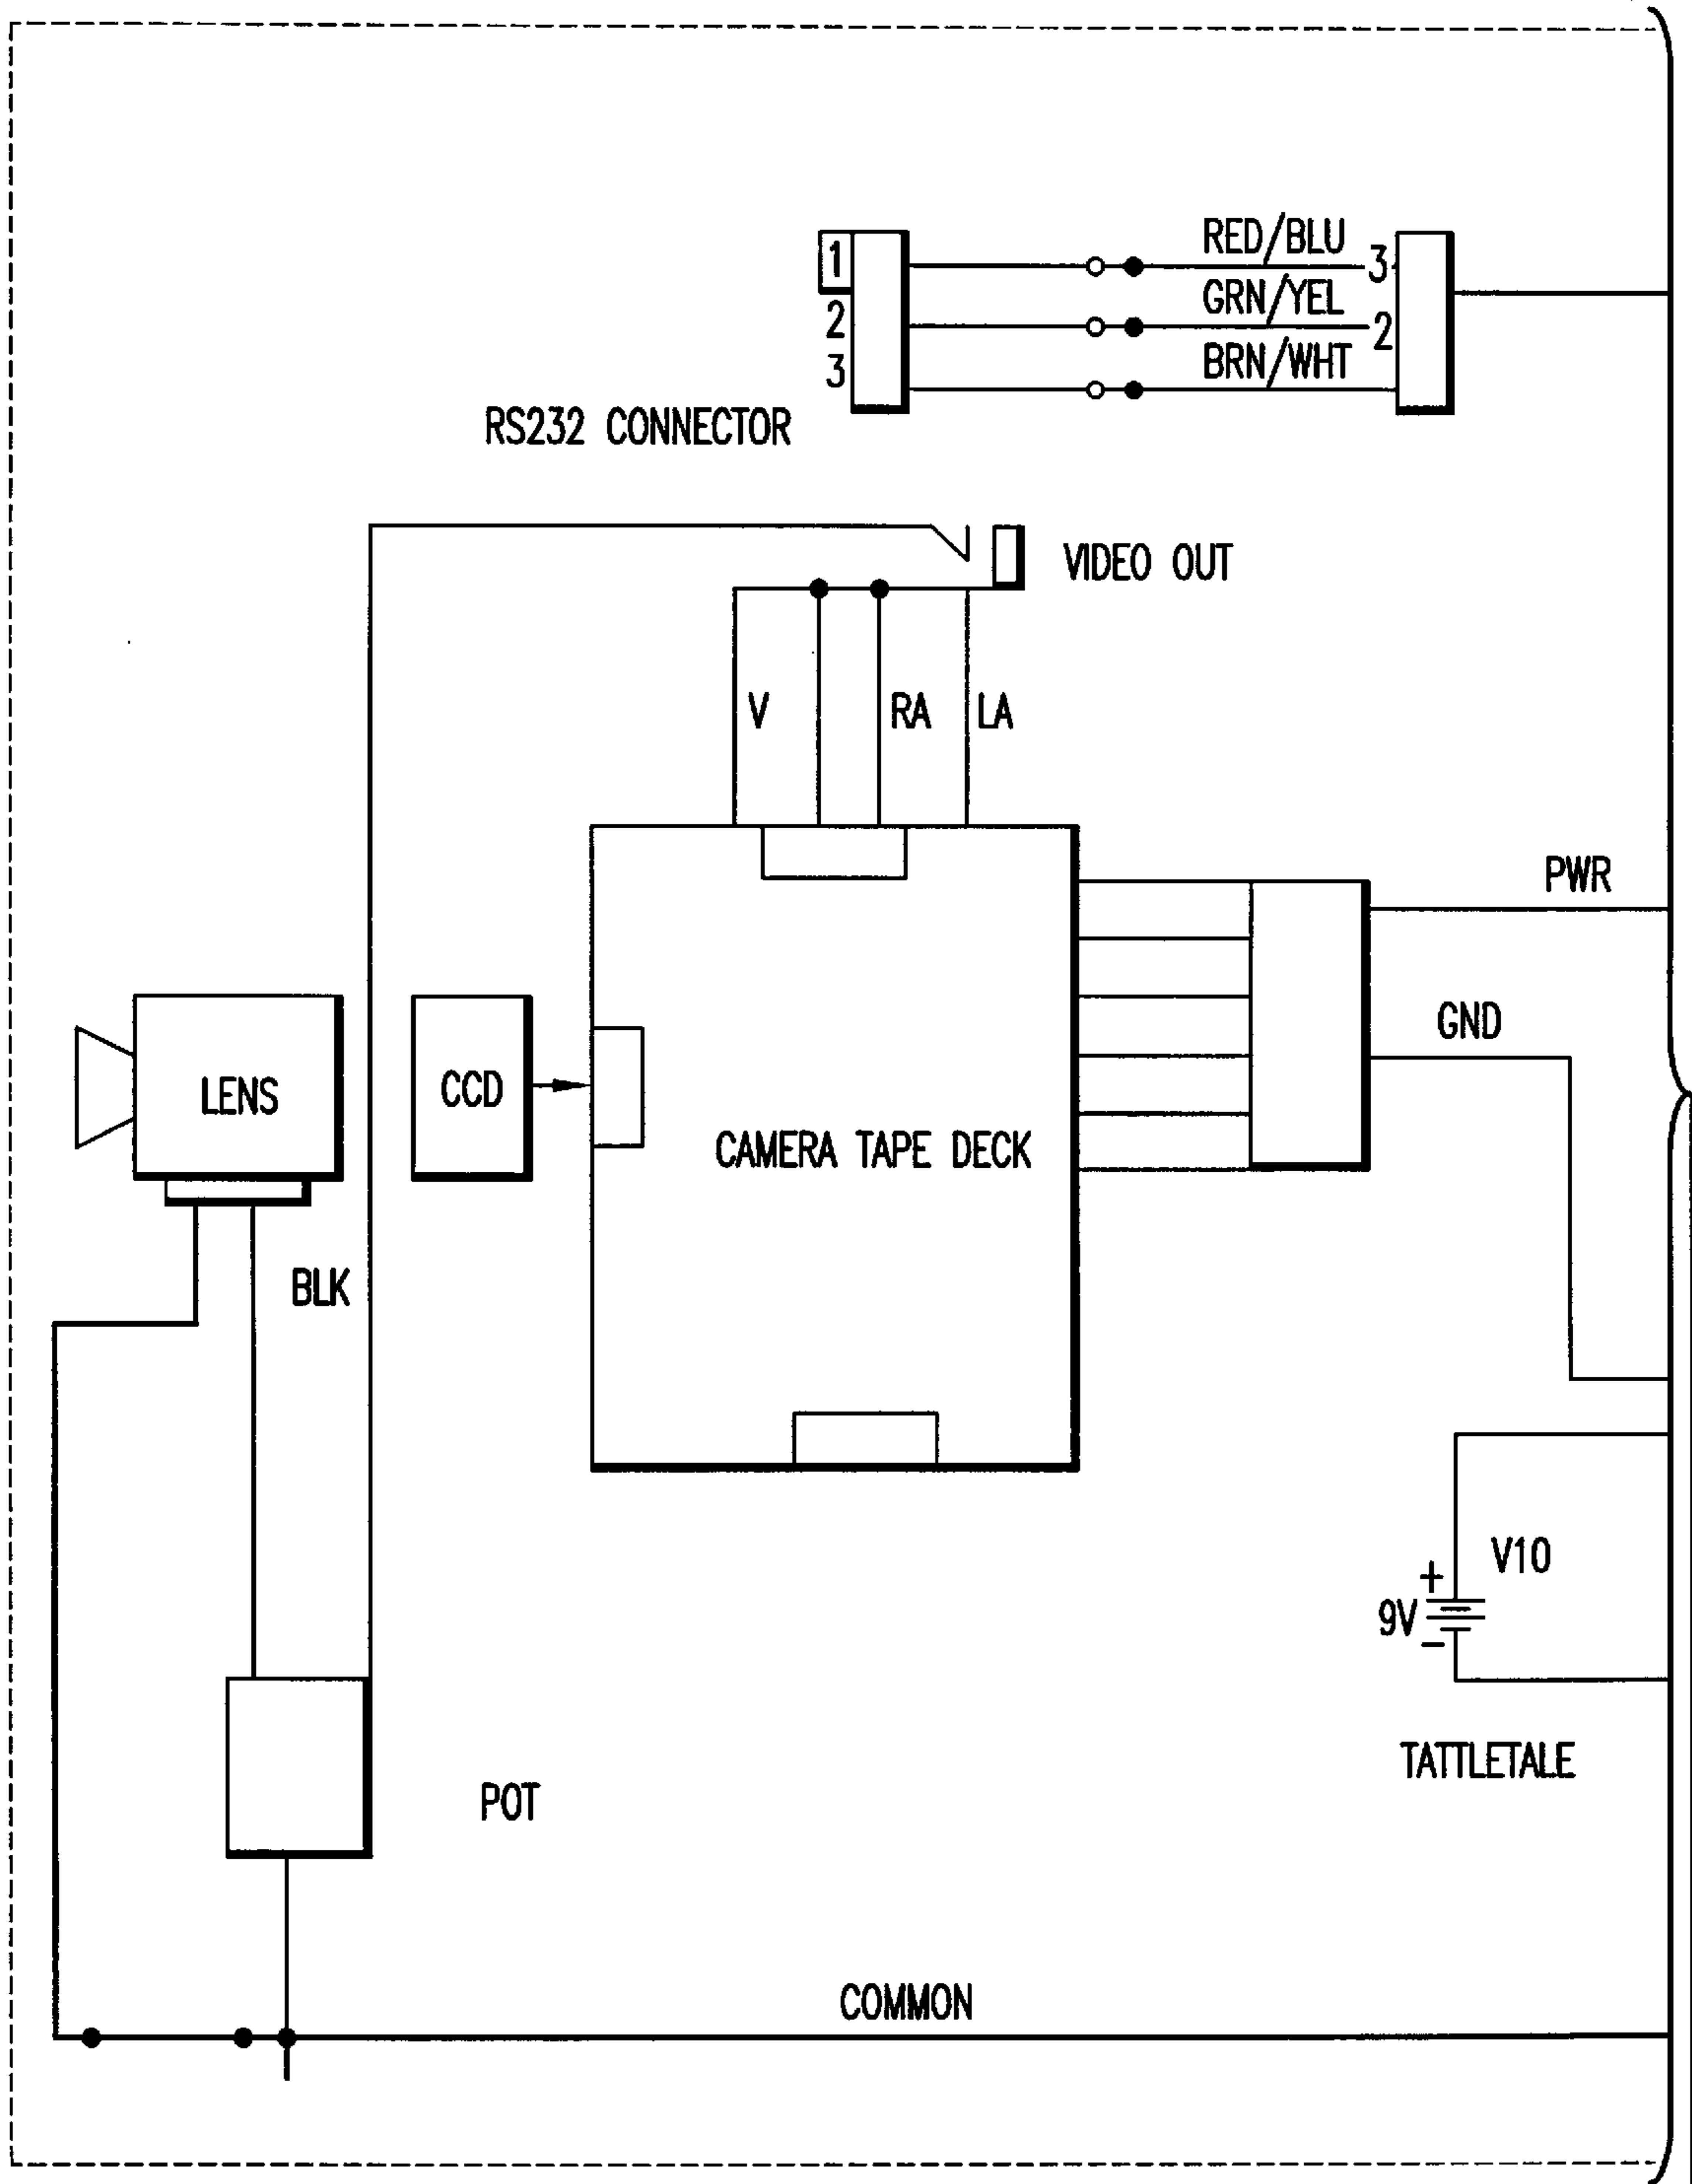 RED/BLU
1
3
GRN/YEL
2
2
BRN/WHT
3
RS232 CONNECTOR
VIDEO OUT
V
RA
LA
PWR
GND
LENS
CCD
CAMERA TAPE DECK
BLK
V10
+
9V
−
TATTLETALE
POT
COMMON